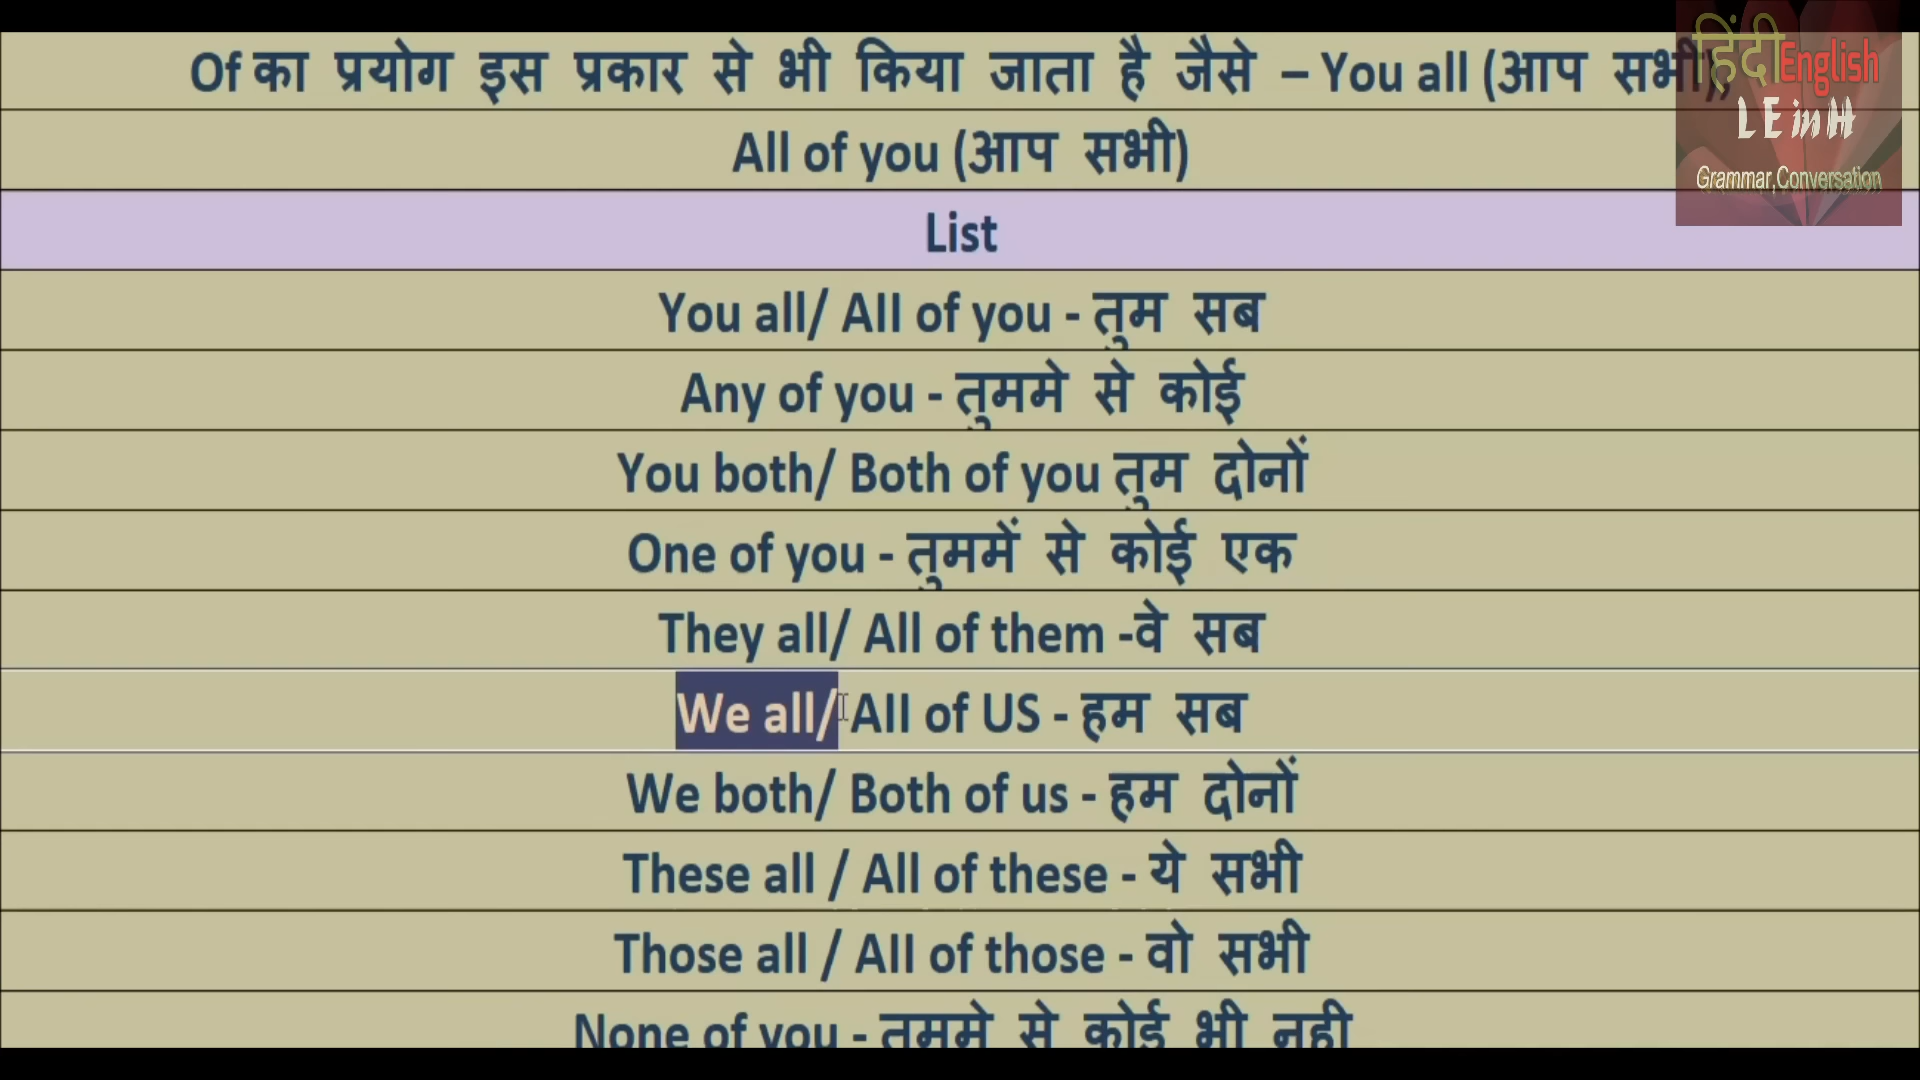 Of का प्रयोग इस प्रकार से भी किया जाता है जैसे – You all (आप सभी),
All of you (आप सभी)
हिंदी English
L E in H
Grammar,Conversation
List
You all/ All of you - तुम सब
Any of you - तुममे से कोई
You both/ Both of you तुम दोनों
One of you - तुममें से कोई एक
They all/ All of them -वे सब
We all/ All of US - हम सब
We both/ Both of us - हम दोनों
These all / All of these - ये सभी
Those all / All of those - वो सभी
None of you - तुममे से कोई भी नही